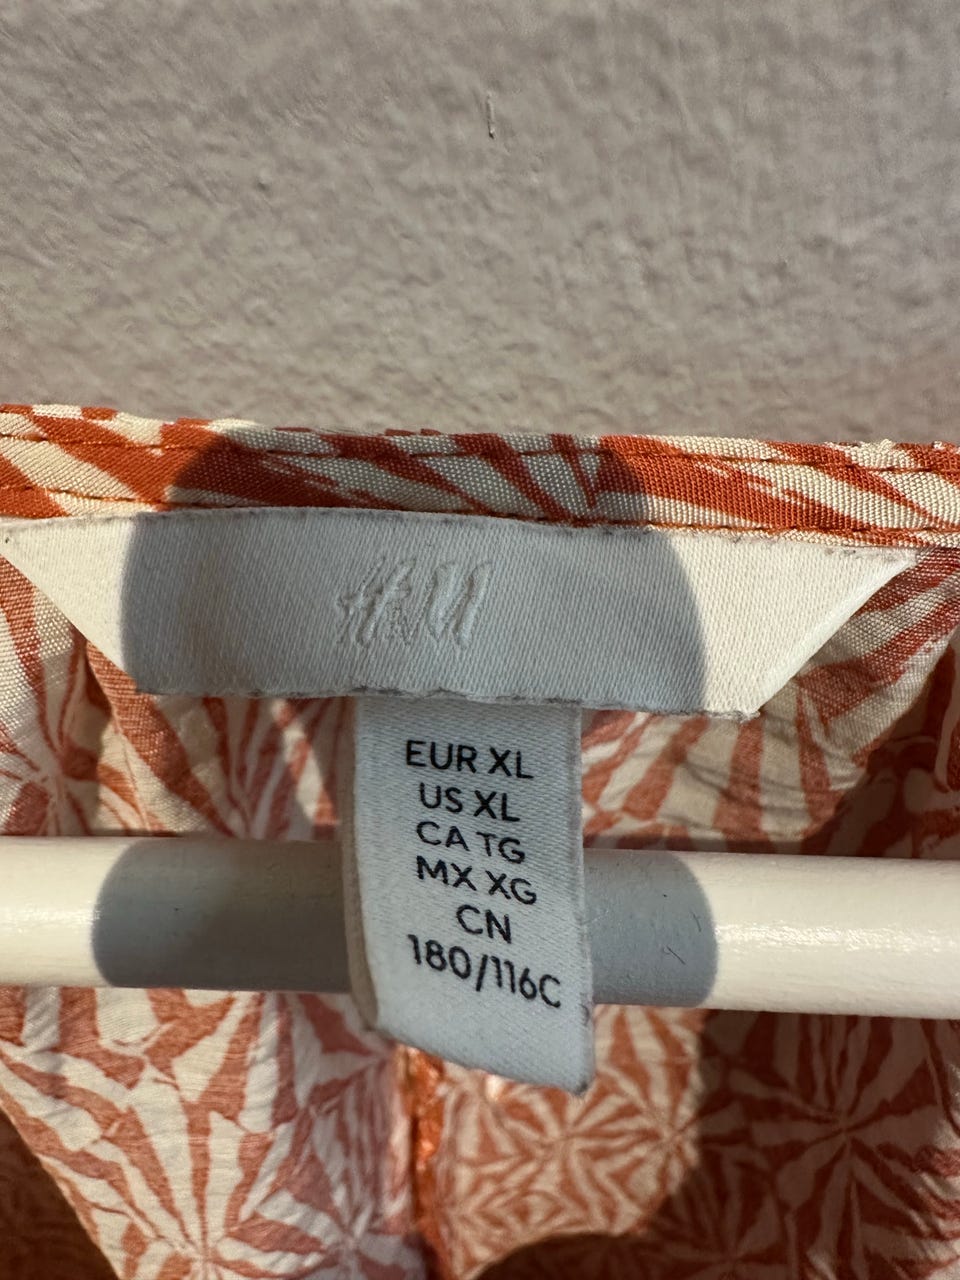 H&M
EUR XL
US XL
CA TG
MX XG
CN
180/116C